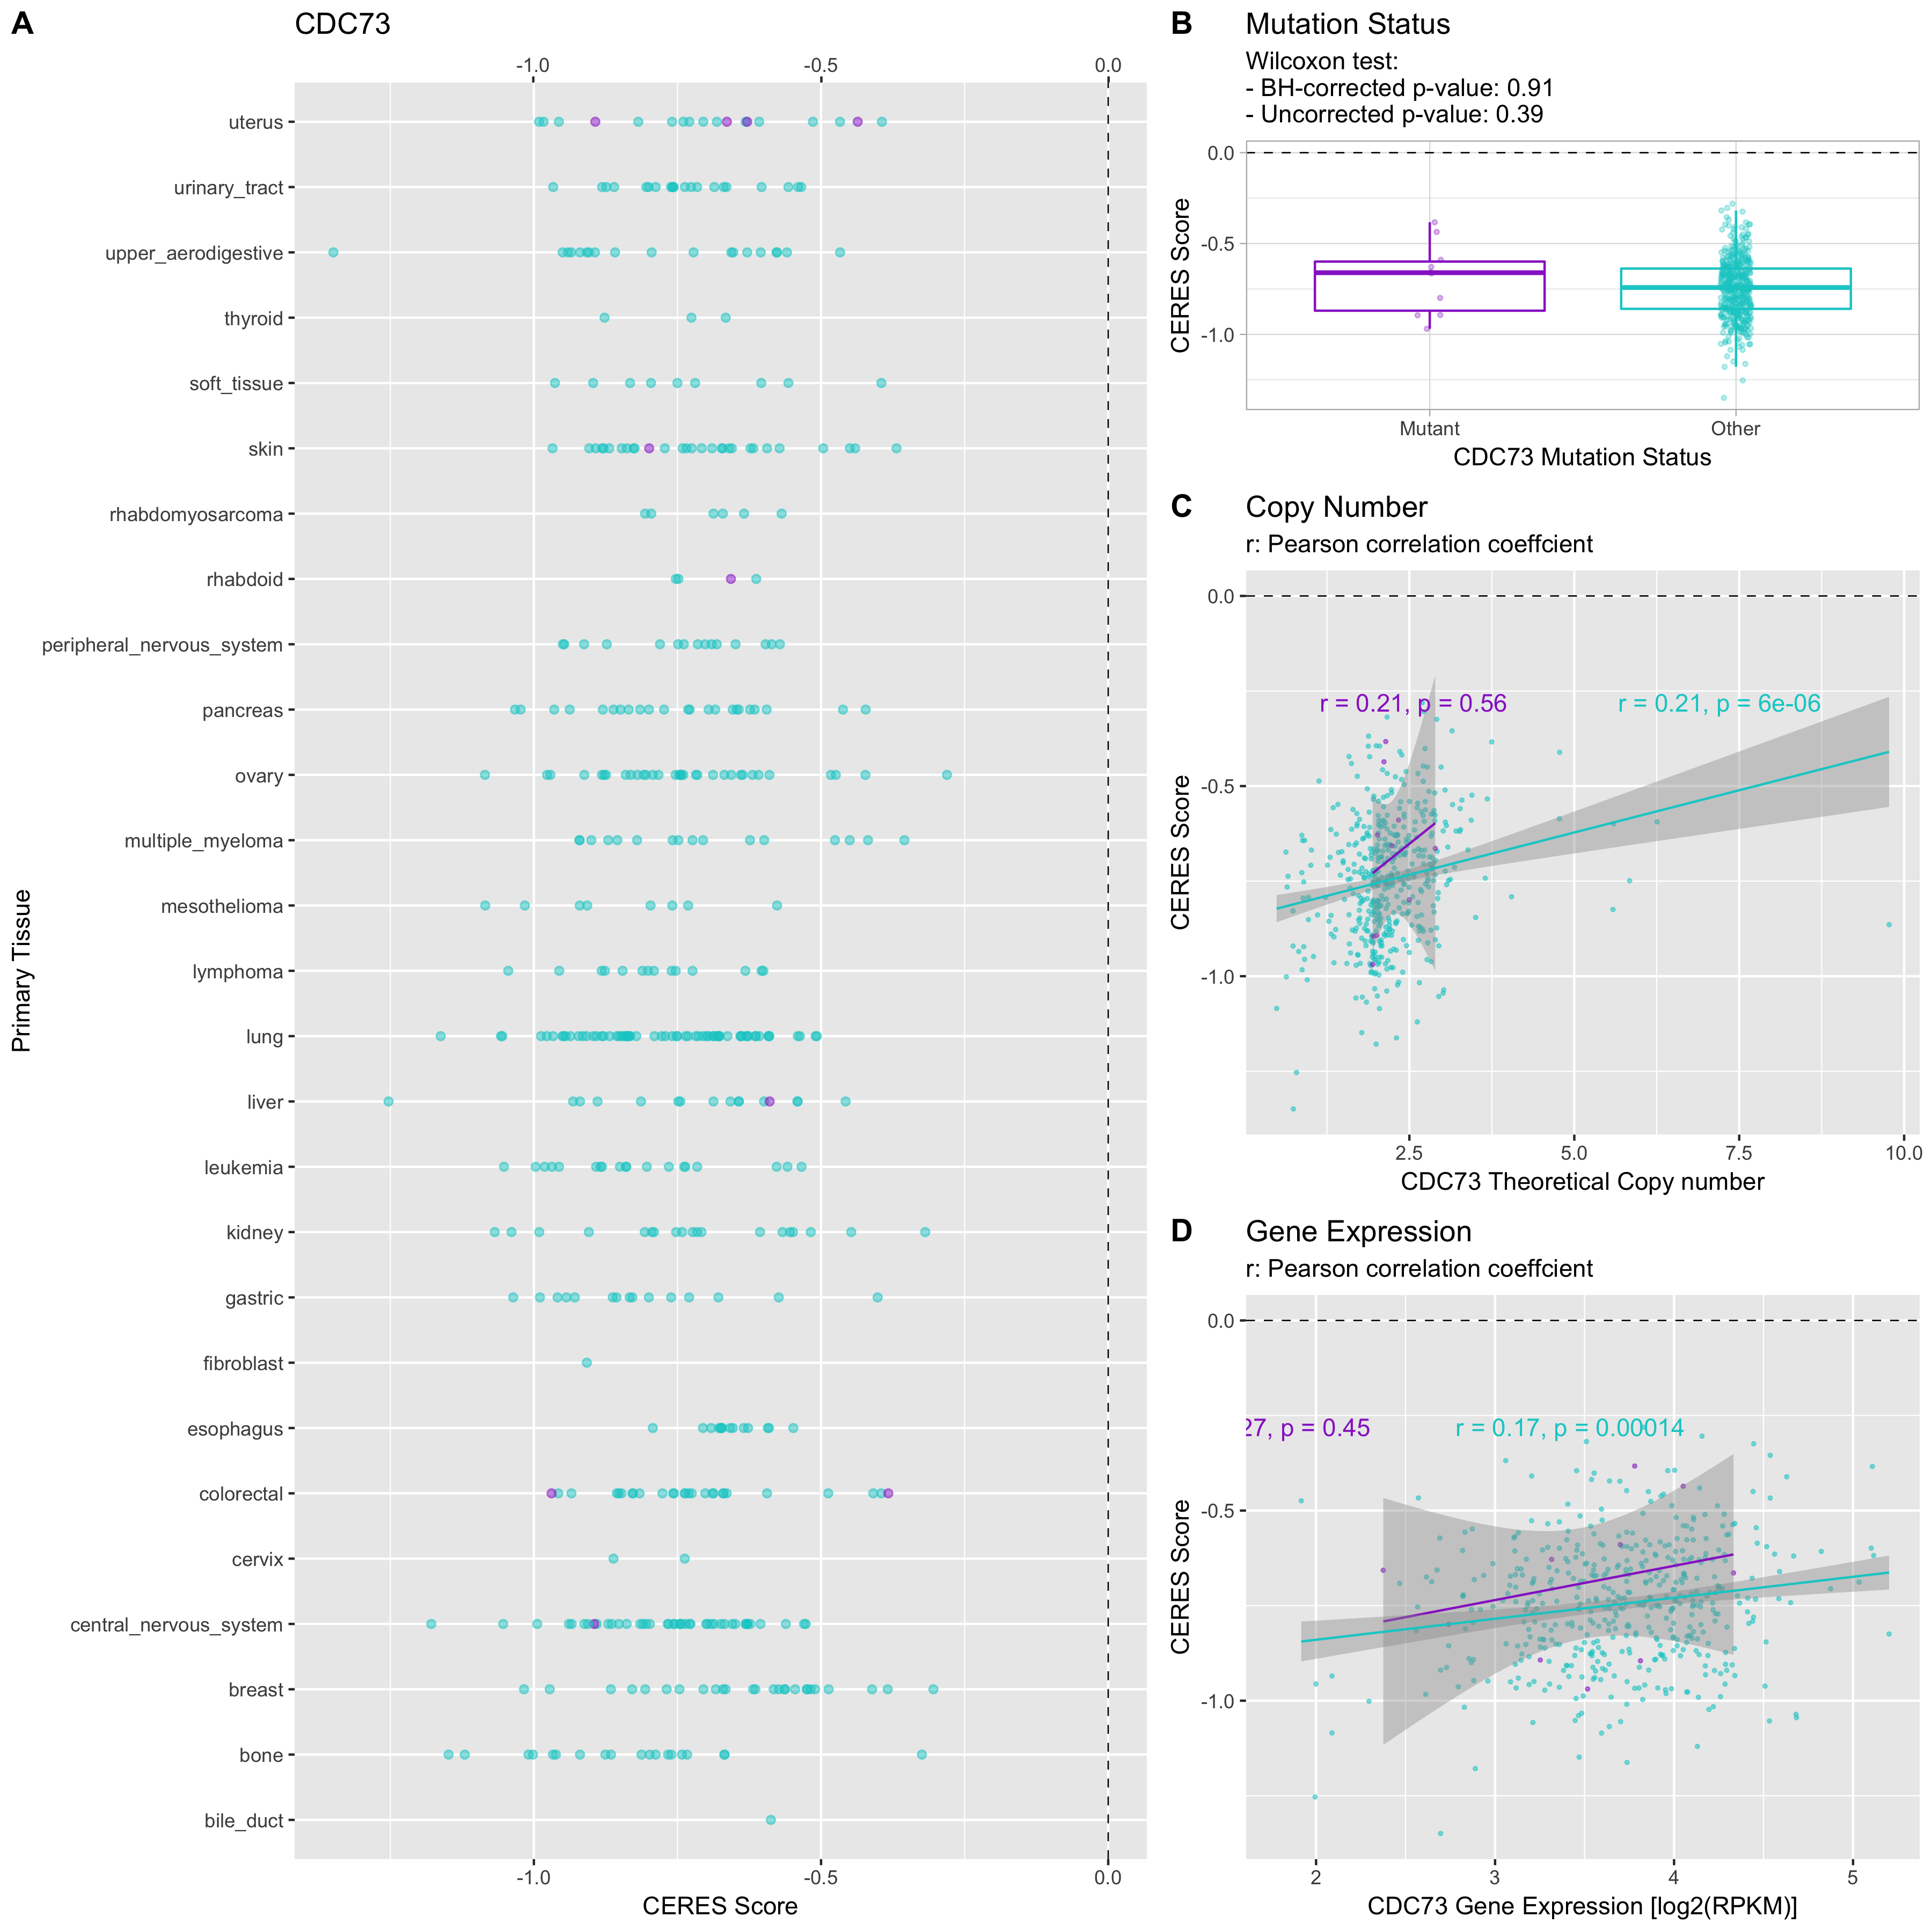 A
CDC73
-1.0 -0.5 0.0
uterus
urinary_tract
upper_aerodigestive
thyroid
soft_tissue
skin
rhabdomyosarcoma
rhabdoid
peripheral_nervous_system
pancreas
ovary
multiple_myeloma
mesothelioma
lymphoma
lung
liver
leukemia
kidney
gastric
fibroblast
esophagus
colorectal
cervix
central_nervous_system
breast
bone
bile_duct
Primary Tissue
-1.0 -0.5 0.0
CERES Score
B
Mutation Status
Wilcoxon test:
- BH-corrected p-value: 0.91
- Uncorrected p-value: 0.39
0.0
-0.5
-1.0
CERES Score
Mutant Other
CDC73 Mutation Status
C
Copy Number
r: Pearson correlation coeffcient
0.0
r = 0.21, p = 0.56 r = 0.21, p = 6e-06
-0.5
-1.0
CERES Score
2.5 5.0 7.5 10.0
CDC73 Theoretical Copy number
D
Gene Expression
r: Pearson correlation coeffcient
0.0
27, p = 0.45 r = 0.17, p = 0.00014
-0.5
-1.0
CERES Score
2 3 4 5
CDC73 Gene Expression [log2(RPKM)]